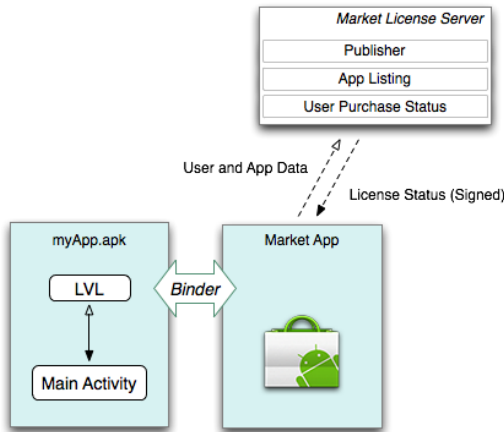 Market License Server
Publisher
App Listing
User Purchase Status
User and App Data
License Status (Signed)
myApp.apk
Market App
LVL
Binder
Main Activity